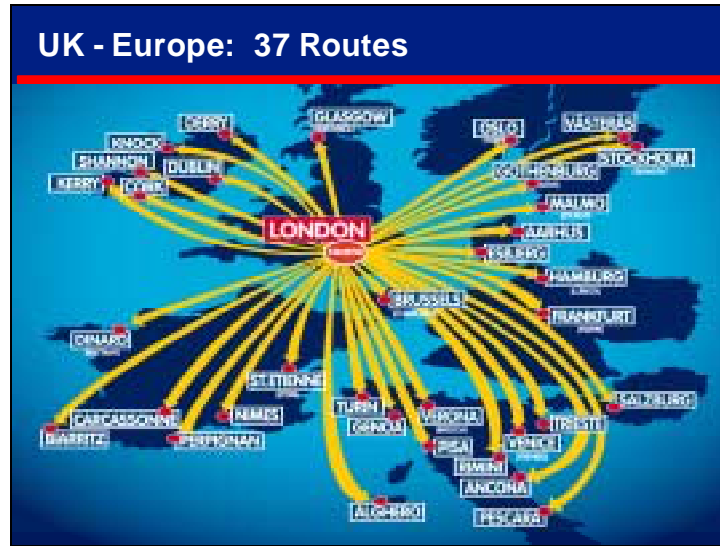 UK - Europe: 37 Routes
DERRY
GLASGOW
OSLO
VÄSTERÅS
KNOCK
STOCKHOLM
SHANNON
DUBLIN
GOTHENBURG
KERRY
CORK
MALMO
LONDON
AARHUS
ESBJERG
HAMBURG
BRUSSELS
FRANKFURT
DINARD
ST.ETIENNE
SALZBURG
CARCASSONNE
NIMES
TURIN
VERONA
TRIESTE
GENOA
BIARRITZ
PERPIGNAN
PISA
VENICE
RIMINI
ANCONA
ALGHERO
PESCARA